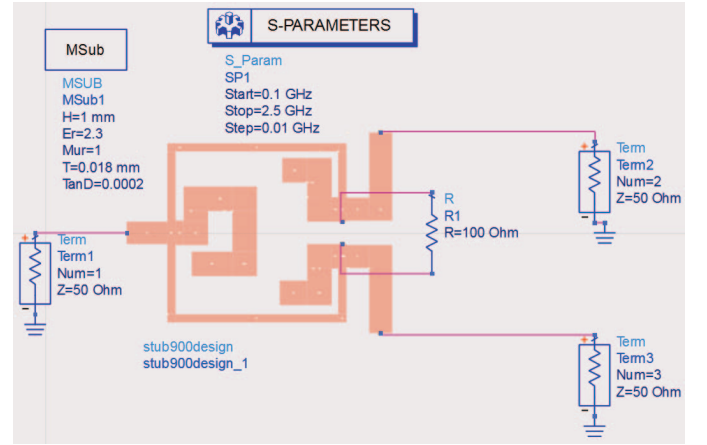 MSub
S-PARAMETERS
MSUB
MSub1
H=1 mm
Er=2.3
Mur=1
T=0.018 mm
TanD=0.0002
S_Param
SP1
Start=0.1 GHz
Stop=2.5 GHz
Step=0.01 GHz
Term
Term2
Num=2
Z=50 Ohm
R
R1
R=100 Ohm
Term
Term1
Num=1
Z=50 Ohm
stub900design
stub900design_1
Term
Term3
Num=3
Z=50 Ohm